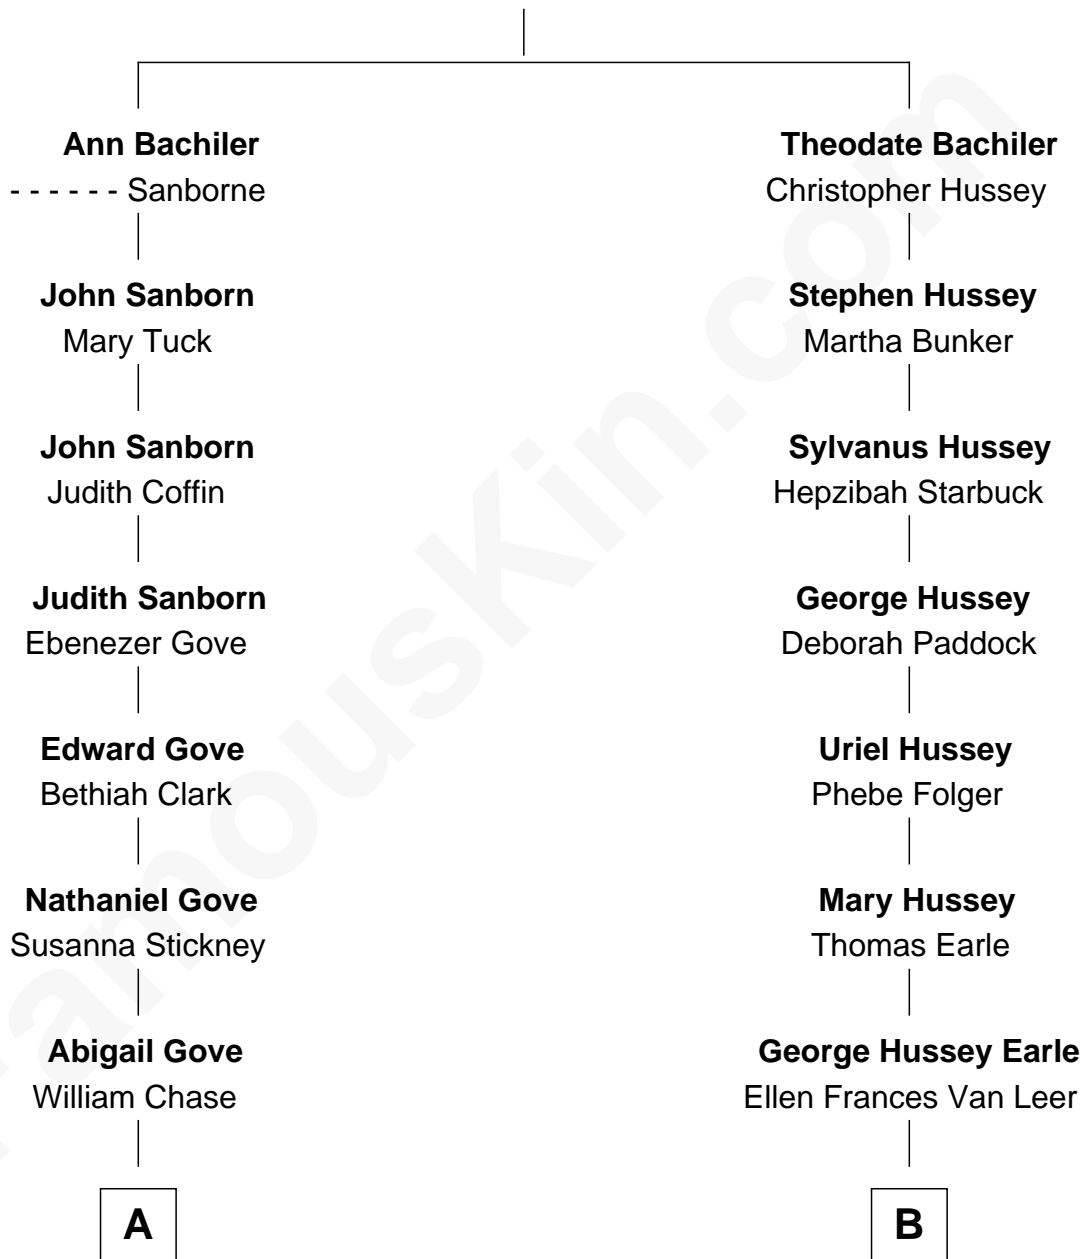 Ann Bachiler
- - - - - - Sanborne
John Sanborn
Mary Tuck
John Sanborn
Judith Coffin
Judith Sanborn
Ebenezer Gove
Edward Gove
Bethiah Clark
Nathaniel Gove
Susanna Stickney
Abigail Gove
William Chase
A
Theodate Bachiler
Christopher Hussey
Stephen Hussey
Martha Bunker
Sylvanus Hussey
Hepzibah Starbuck
George Hussey
Deborah Paddock
Uriel Hussey
Phebe Folger
Mary Hussey
Thomas Earle
George Hussey Earle
Ellen Frances Van Leer
B
FamousKin.com